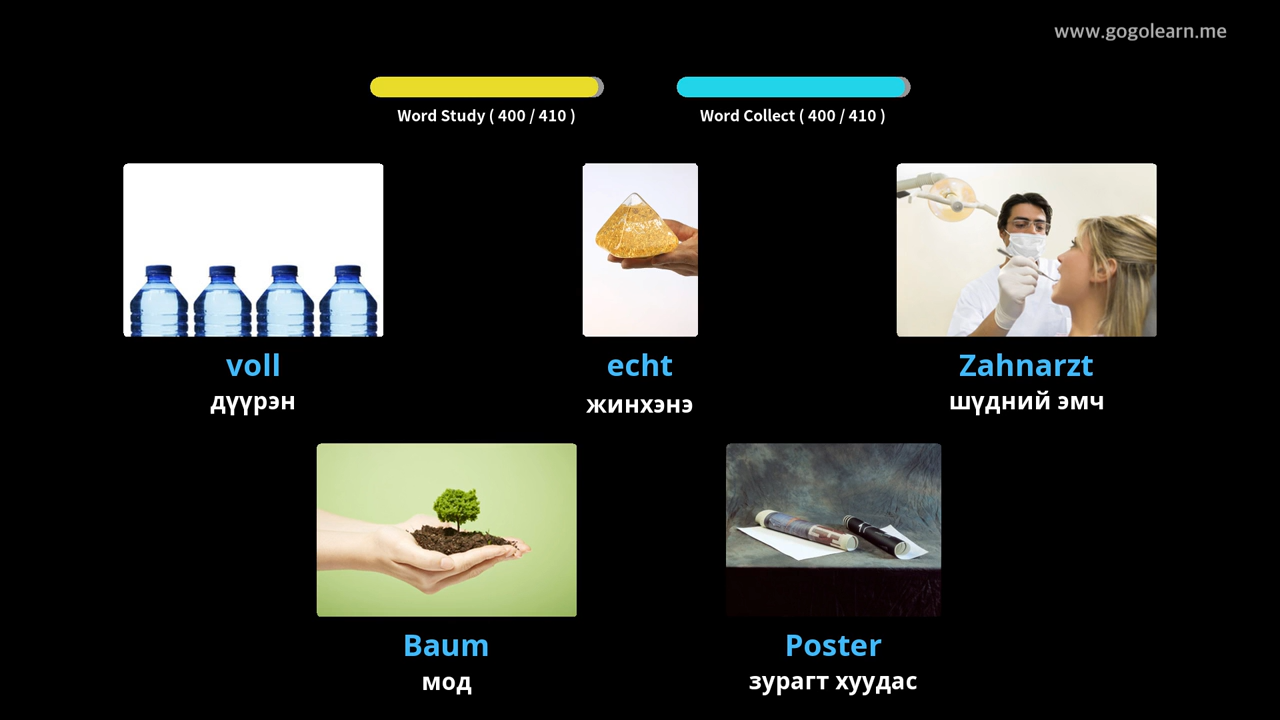 www.gogolearn.me
Word Study ( 400 / 410 )
Word Collect ( 400 / 410 )
voll
дүүрэн
echt
жинхэнэ
Zahnarzt
шүдний эмч
Baum
мод
Poster
зурагт хуудас